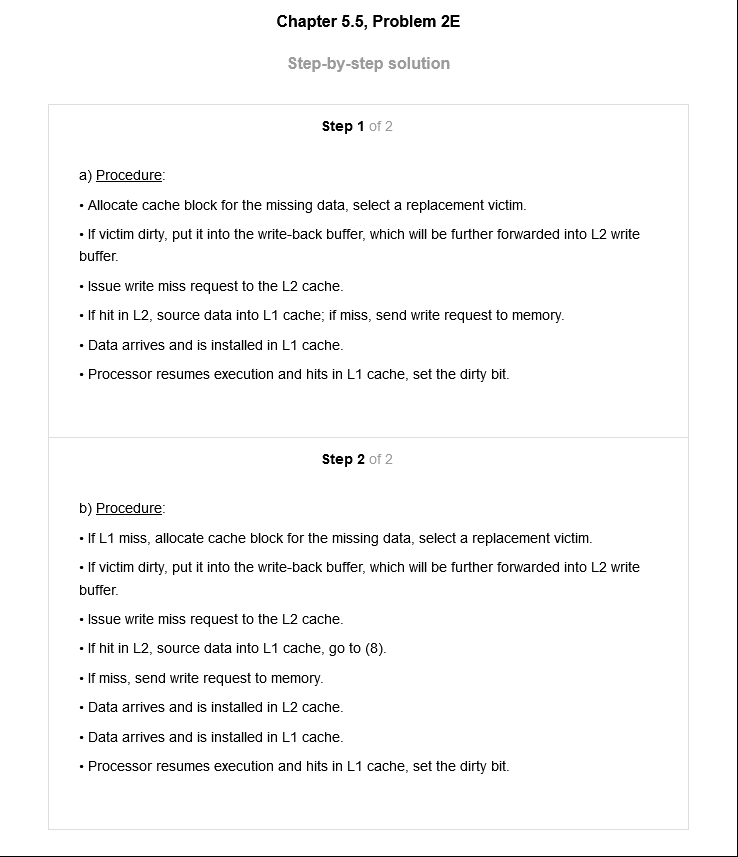 Chapter 5.5, Problem 2E
Step-by-step solution
Step 1 of 2
a) Procedure:
• Allocate cache block for the missing data, select a replacement victim.
• If victim dirty, put it into the write-back buffer, which will be further forwarded into L2 write
buffer.
• Issue write miss request to the L2 cache.
• If hit in L2, source data into L1 cache; if miss, send write request to memory.
• Data arrives and is installed in L1 cache.
• Processor resumes execution and hits in L1 cache, set the dirty bit.
Step 2 of 2
b) Procedure:
• If L1 miss, allocate cache block for the missing data, select a replacement victim.
• If victim dirty, put it into the write-back buffer, which will be further forwarded into L2 write
buffer.
• Issue write miss request to the L2 cache.
• If hit in L2, source data into L1 cache, go to (8).
• If miss, send write request to memory.
• Data arrives and is installed in L2 cache.
• Data arrives and is installed in L1 cache.
• Processor resumes execution and hits in L1 cache, set the dirty bit.